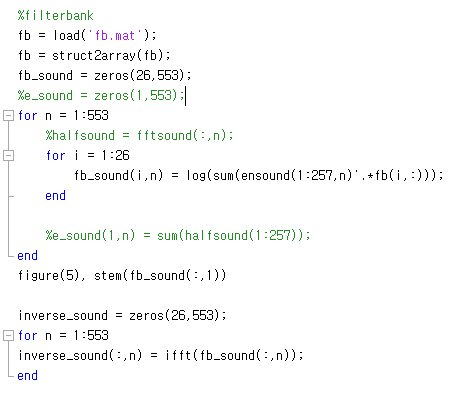 %filterbank
fb = load('fb.mat');
fb = struct2array(fb);
fb_sound = zeros(26,553);
%e_sound = zeros(1,553);
for n = 1:553
%halfsound = fftsound(:,n);
for i = 1:26
fb_sound(i,n) = log(sum(ensound(1:257,n)'.*fb(i,:)));
end
%e_sound(1,n) = sum(halfsound(1:257));
end
figure(5), stem(fb_sound(:,1))
inverse_sound = zeros(26,553);
for n = 1:553
inverse_sound(:,n) = ifft(fb_sound(:,n));
end